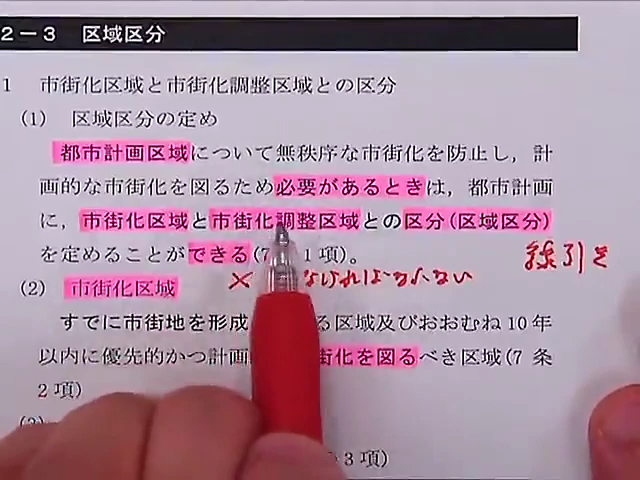 2－3 区域区分
1 市街化区域と市街化調整区域との区分
(1) 区域区分の定め
都市計画区域について無秩序な市街化を防止し，計
画的な市街化を図るため必要があるときは，都市計画
に，市街化区域と市街化調整区域との区分(区域区分)
を定めることができる(7 1項)。
線引き
× なければならない
(2) 市街化区域
すでに市街地を形成 る区域及びおおむね10年
以内に優先的かつ計画 街化を図るべき区域(7条
2項)
3項)